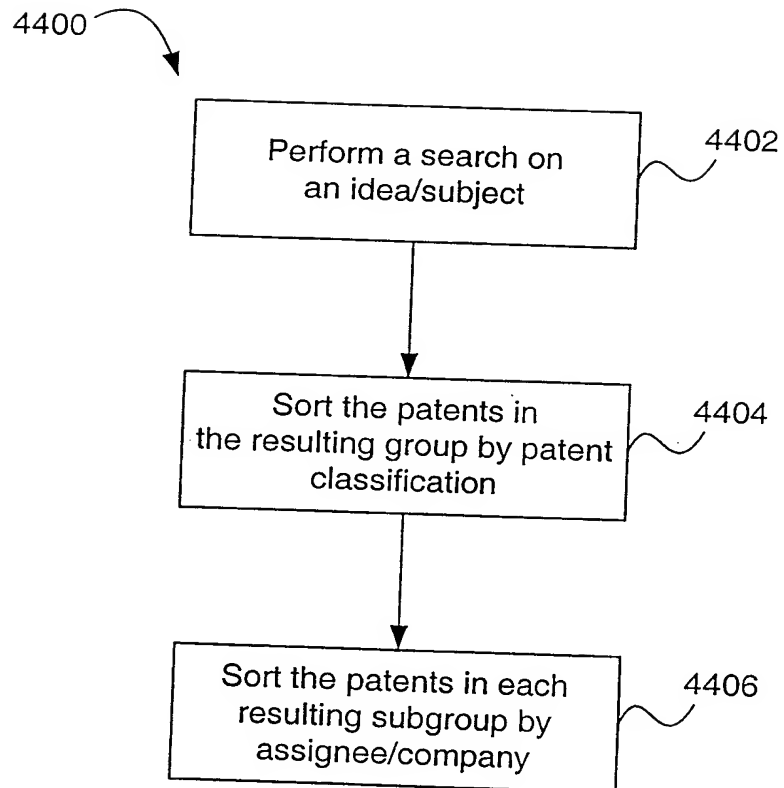 4400
Perform a search on
an idea/subject
4402
Sort the patents in
the resulting group by patent
classification
4404
Sort the patents in each
resulting subgroup by
assignee/company
4406